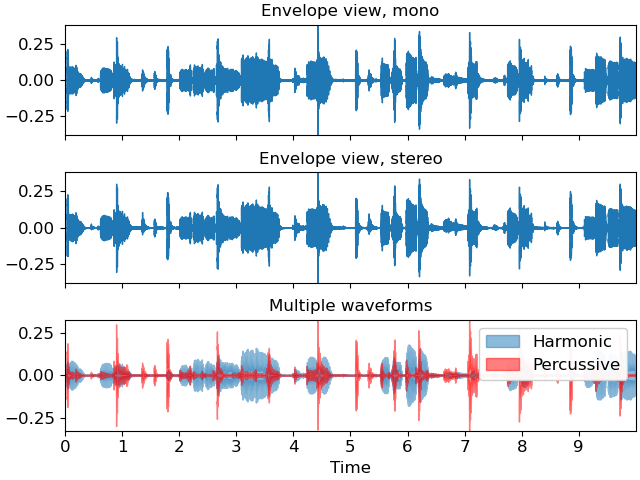 Envelope view, mono
0.25
0.00
−0.25
Envelope view, stereo
0.25
0.00
−0.25
Multiple waveforms
0.25
0.00
−0.25
Harmonic
Percussive
0 1 2 3 4 5 6 7 8 9
Time